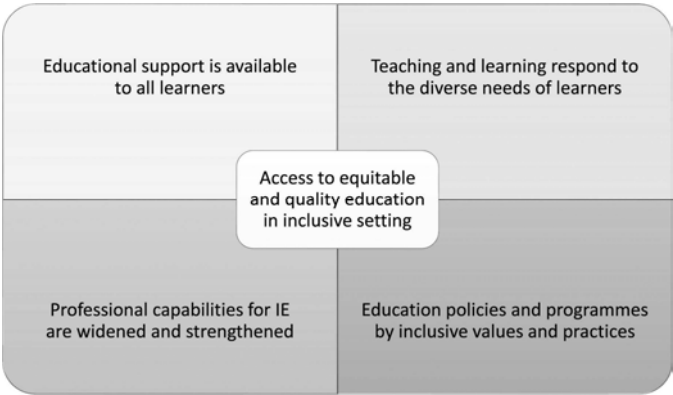 Educational support is available
to all learners
Teaching and learning respond to
the diverse needs of learners
Access to equitable
and quality education
in inclusive setting
Professional capabilities for IE
are widened and strengthened
Education policies and programmes
by inclusive values and practices